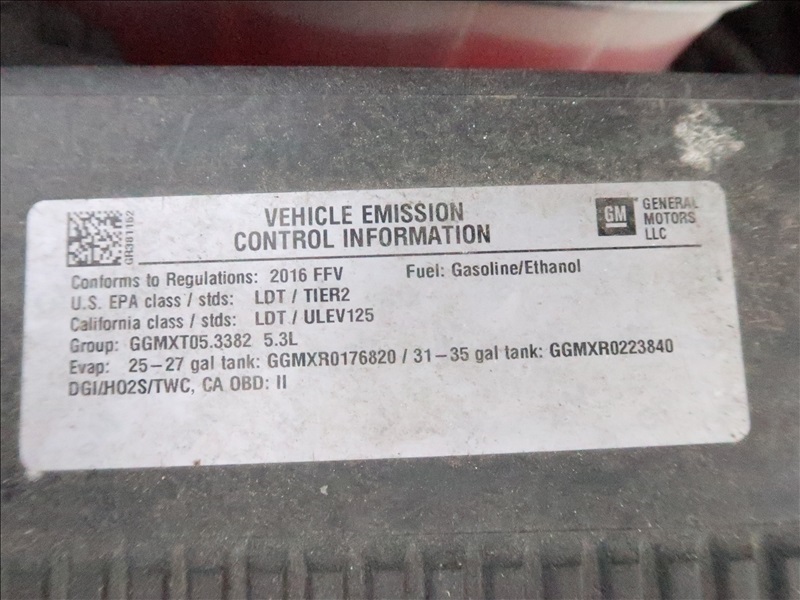 VEHICLE EMISSION
CONTROL INFORMATION
GM GENERAL
MOTORS
LLC
Conforms to Regulations: 2016 FFV Fuel: Gasoline/Ethanol
U.S. EPA class / stds: LDT / TIER2
California class / stds: LDT / ULEV125
Group: GGMXT05.3382 5.3L
Evap: 25-27 gal tank: GGMXR0176820 / 31-35 gal tank: GGMXR0223840
DGI/HO2S/TWC, CA OBD: II